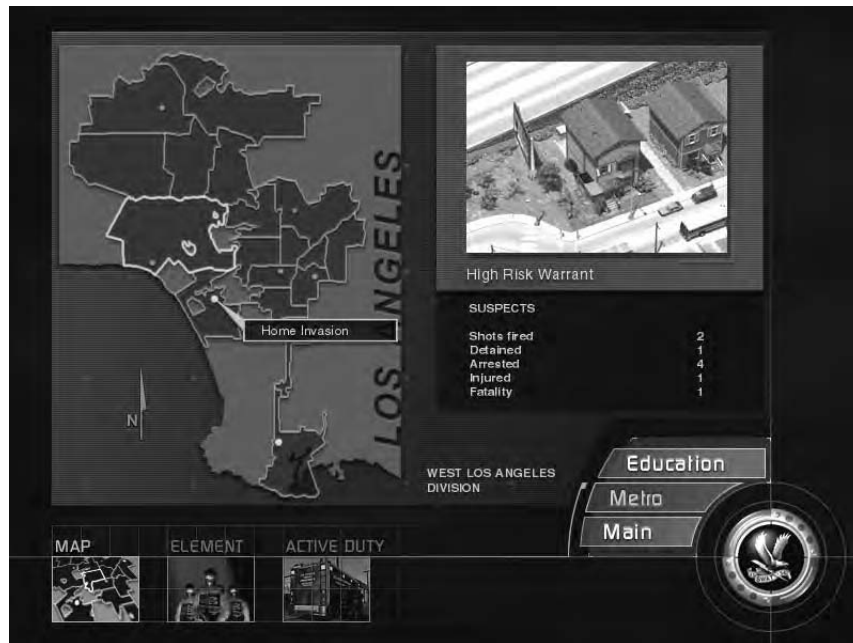 LOS ANGELES
Home Invasion
N
High Risk Warrant
SUSPECTS
Shots fired 2
Detained 1
Arrested 4
Injured 1
Fatality 1
WEST LOS ANGELES
DIVISION
Education
Metro
Main
MAP
ELEMENT
ACTIVE DUTY